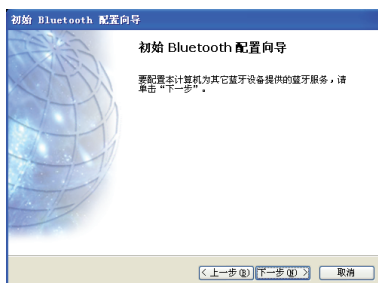 初始 Bluetooth 配置向导
初始 Bluetooth 配置向导
要配置本计算机为其它蓝牙设备提供的蓝牙服务，请
单击“下一步”。
< 上一步(B) 下一步(N) > 取消